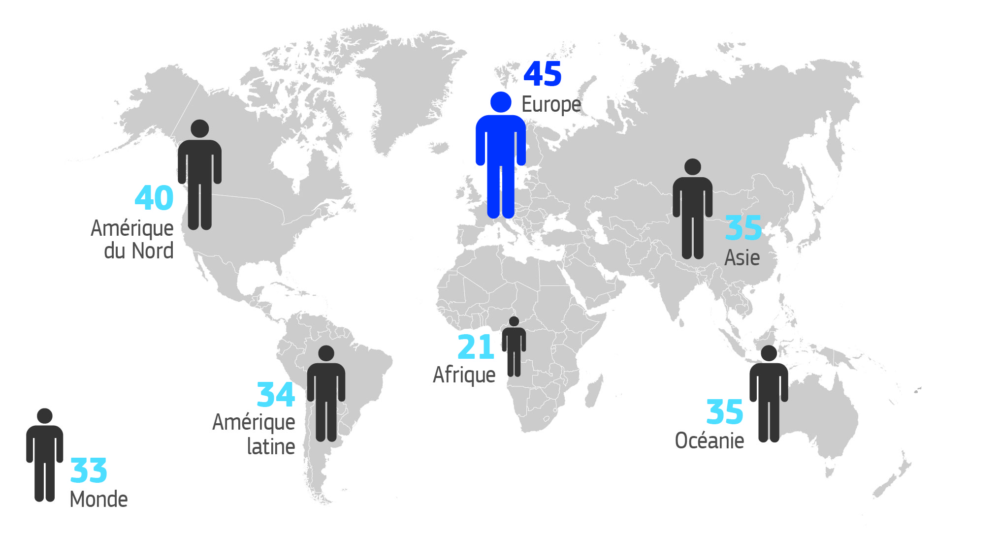 45
Europe
40
Amérique
du Nord
35
Asie
21
Afrique
34
Amérique
latine
35
Océanie
33
Monde